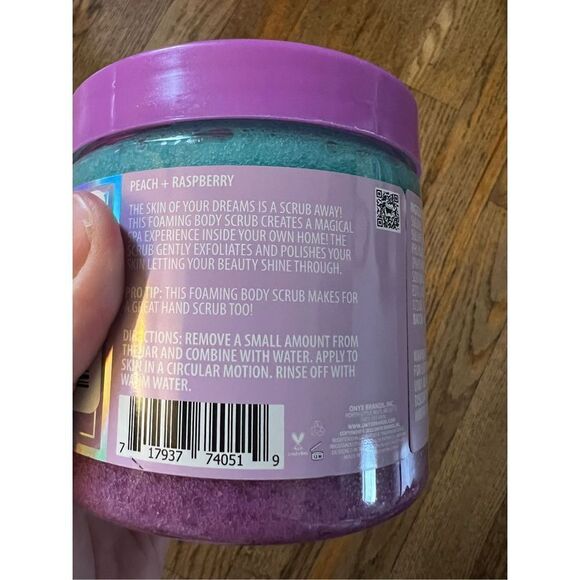 PEACH + RASPBERRY
THE SKIN OF YOUR DREAMS IS A SCRUB AWAY!
THIS FOAMING BODY SCRUB CREATES A MAGICAL
SPA EXPERIENCE INSIDE YOUR OWN HOME! THE
SCRUB GENTLY EXFOLIATES AND POLISHES YOUR
SKIN LETTING YOUR BEAUTY SHINE THROUGH.
PRO TIP: THIS FOAMING BODY SCRUB MAKES FOR
A GREAT HAND SCRUB TOO!
DIRECTIONS: REMOVE A SMALL AMOUNT FROM
THE JAR AND COMBINE WITH WATER. APPLY TO
SKIN IN A CIRCULAR MOTION. RINSE OFF WITH
WARM WATER.
7 17937 74051 9
ONYX BRANDS, INC.